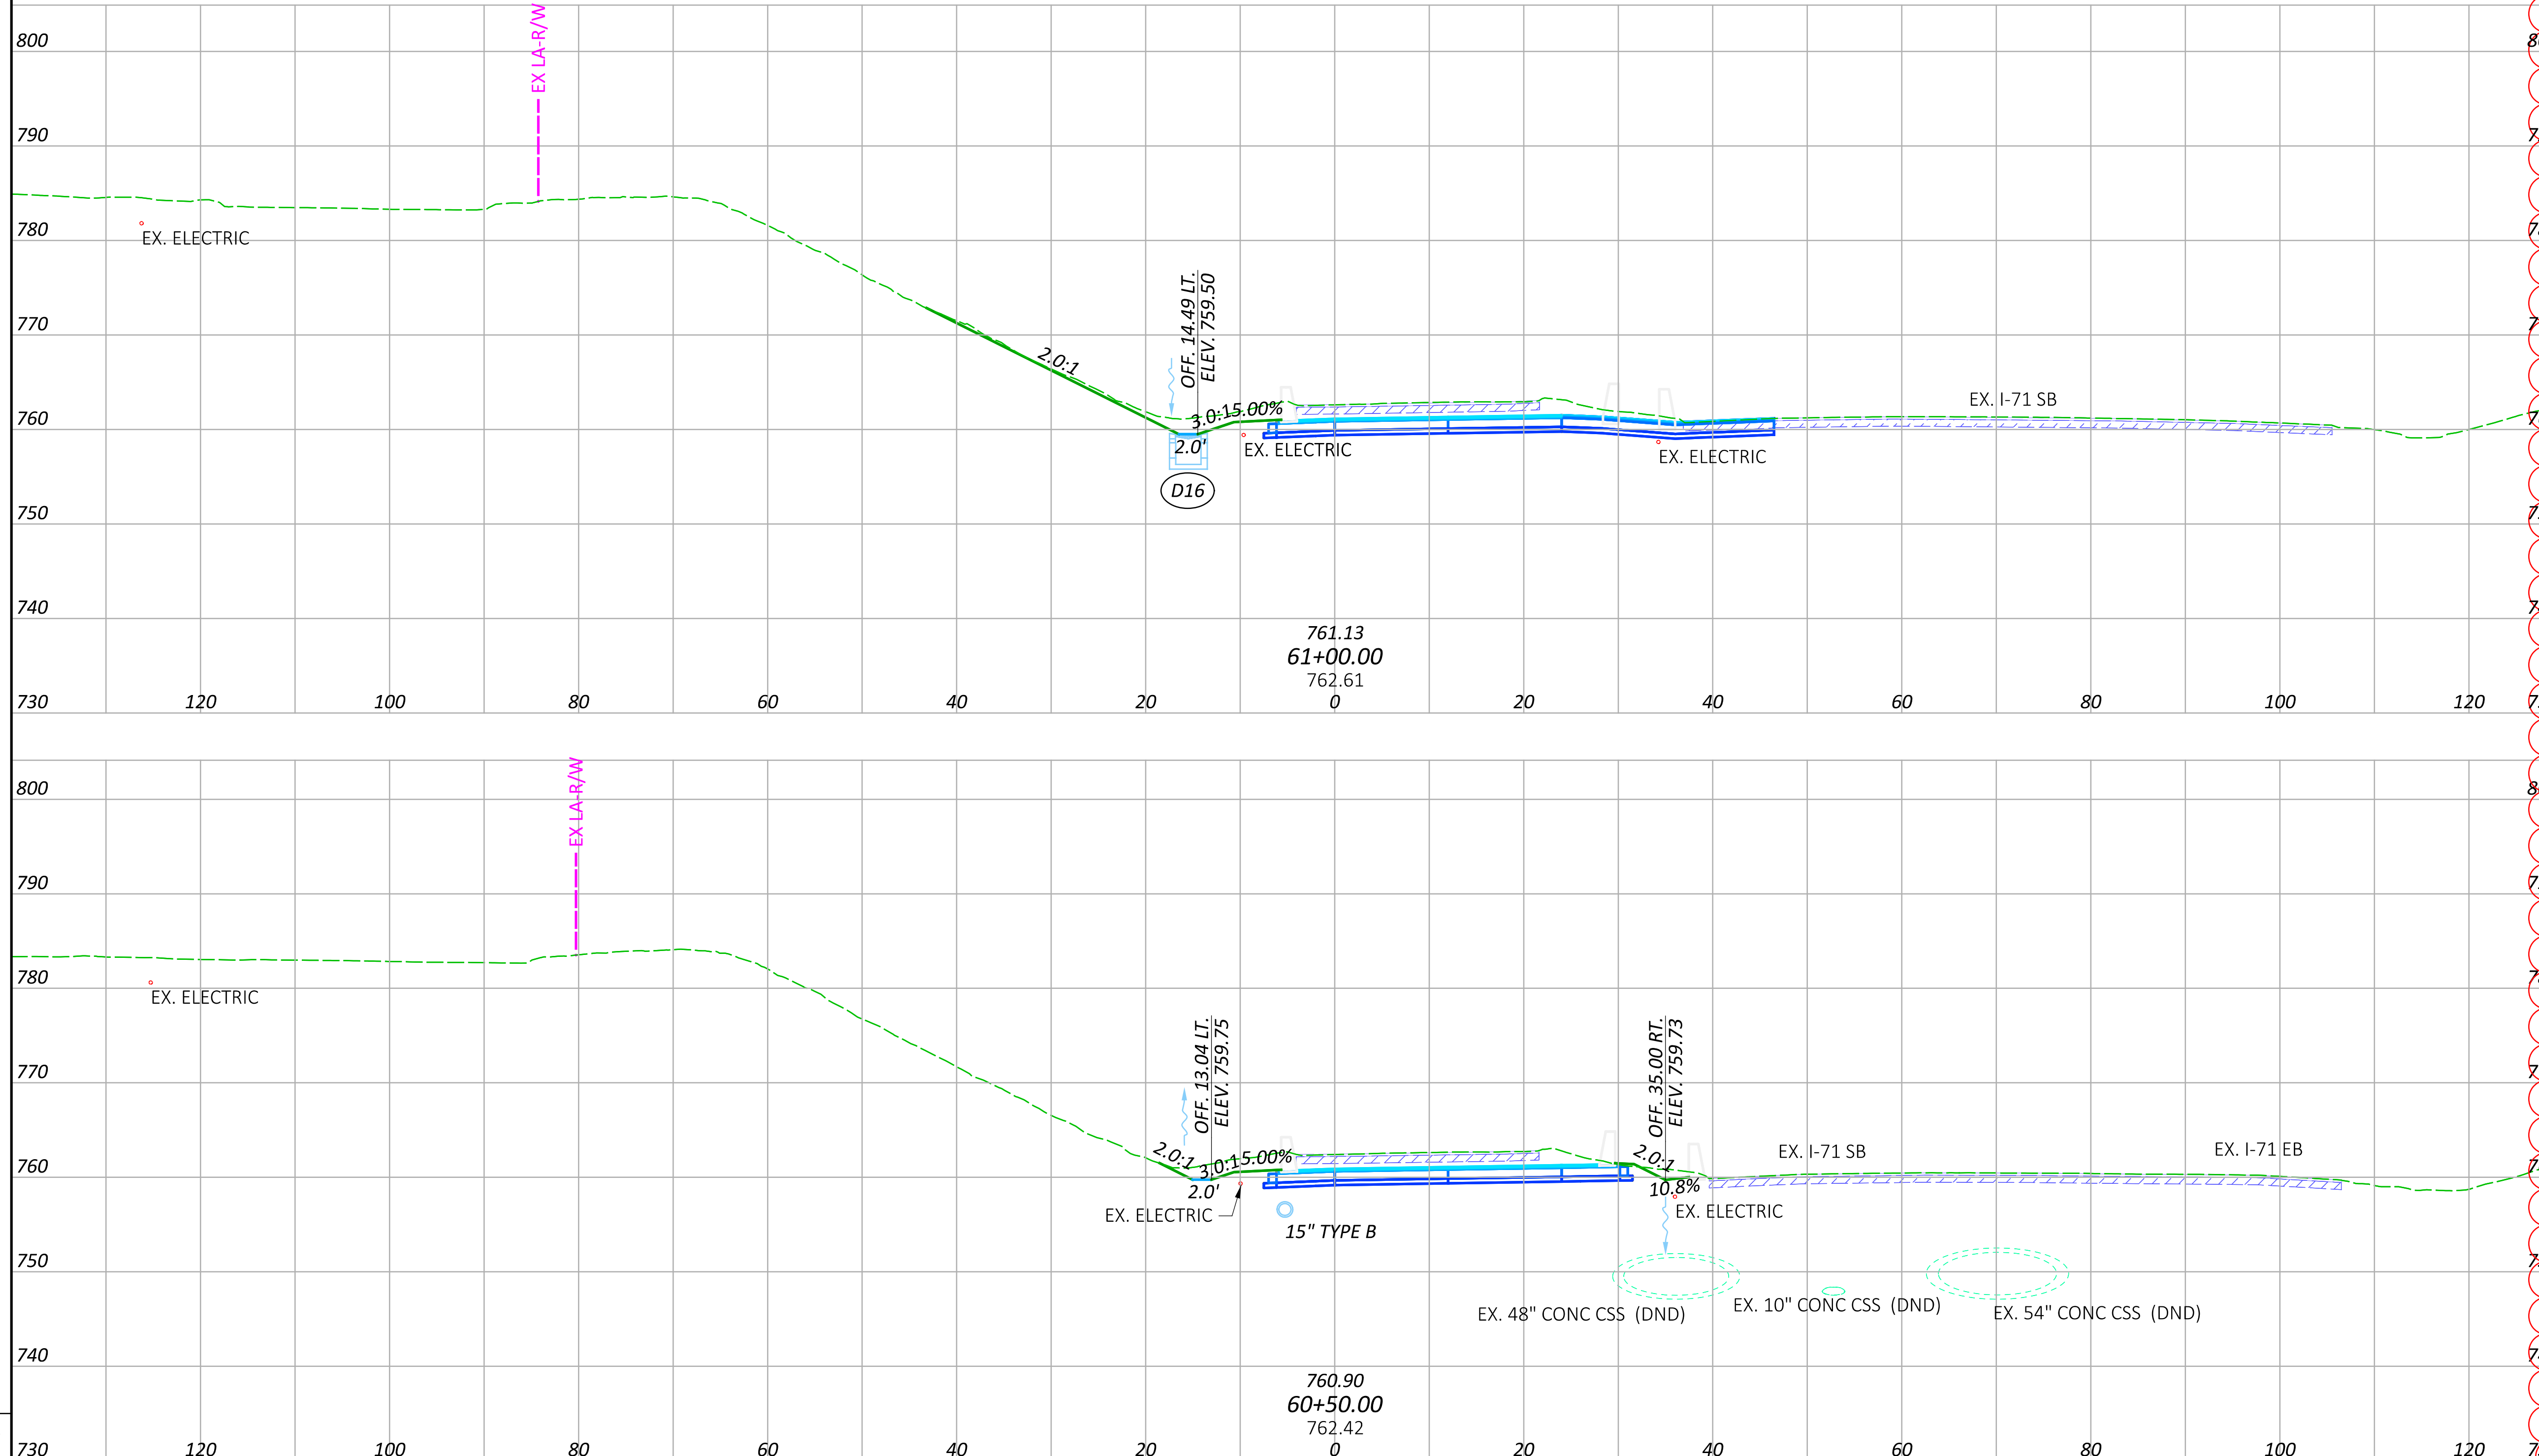 EX LA-R/W
800
790
780
770
760
750
740
730
EX. ELECTRIC
2.0:1
OFF. 14.49 LT.
ELEV. 759.50
3.0:1
5.00%
2.0'
EX. ELECTRIC
D16
EX. ELECTRIC
EX. I-71 SB
761.13
61+00.00
762.61
120 100 80 60 40 20 0 20 40 60 80 100 120
EX LA-R/W
800
790
780
770
760
750
740
730
EX. ELECTRIC
OFF. 13.04 LT.
ELEV. 759.75
2.0:1
3.0:1
5.00%
2.0'
EX. ELECTRIC
15" TYPE B
OFF. 35.00 RT.
ELEV. 759.73
2.0:1
10.8%
EX. ELECTRIC
EX. I-71 SB
EX. I-71 EB
EX. 48" CONC CSS (DND)
EX. 10" CONC CSS (DND)
EX. 54" CONC CSS (DND)
760.90
60+50.00
762.42
120 100 80 60 40 20 0 20 40 60 80 100 120